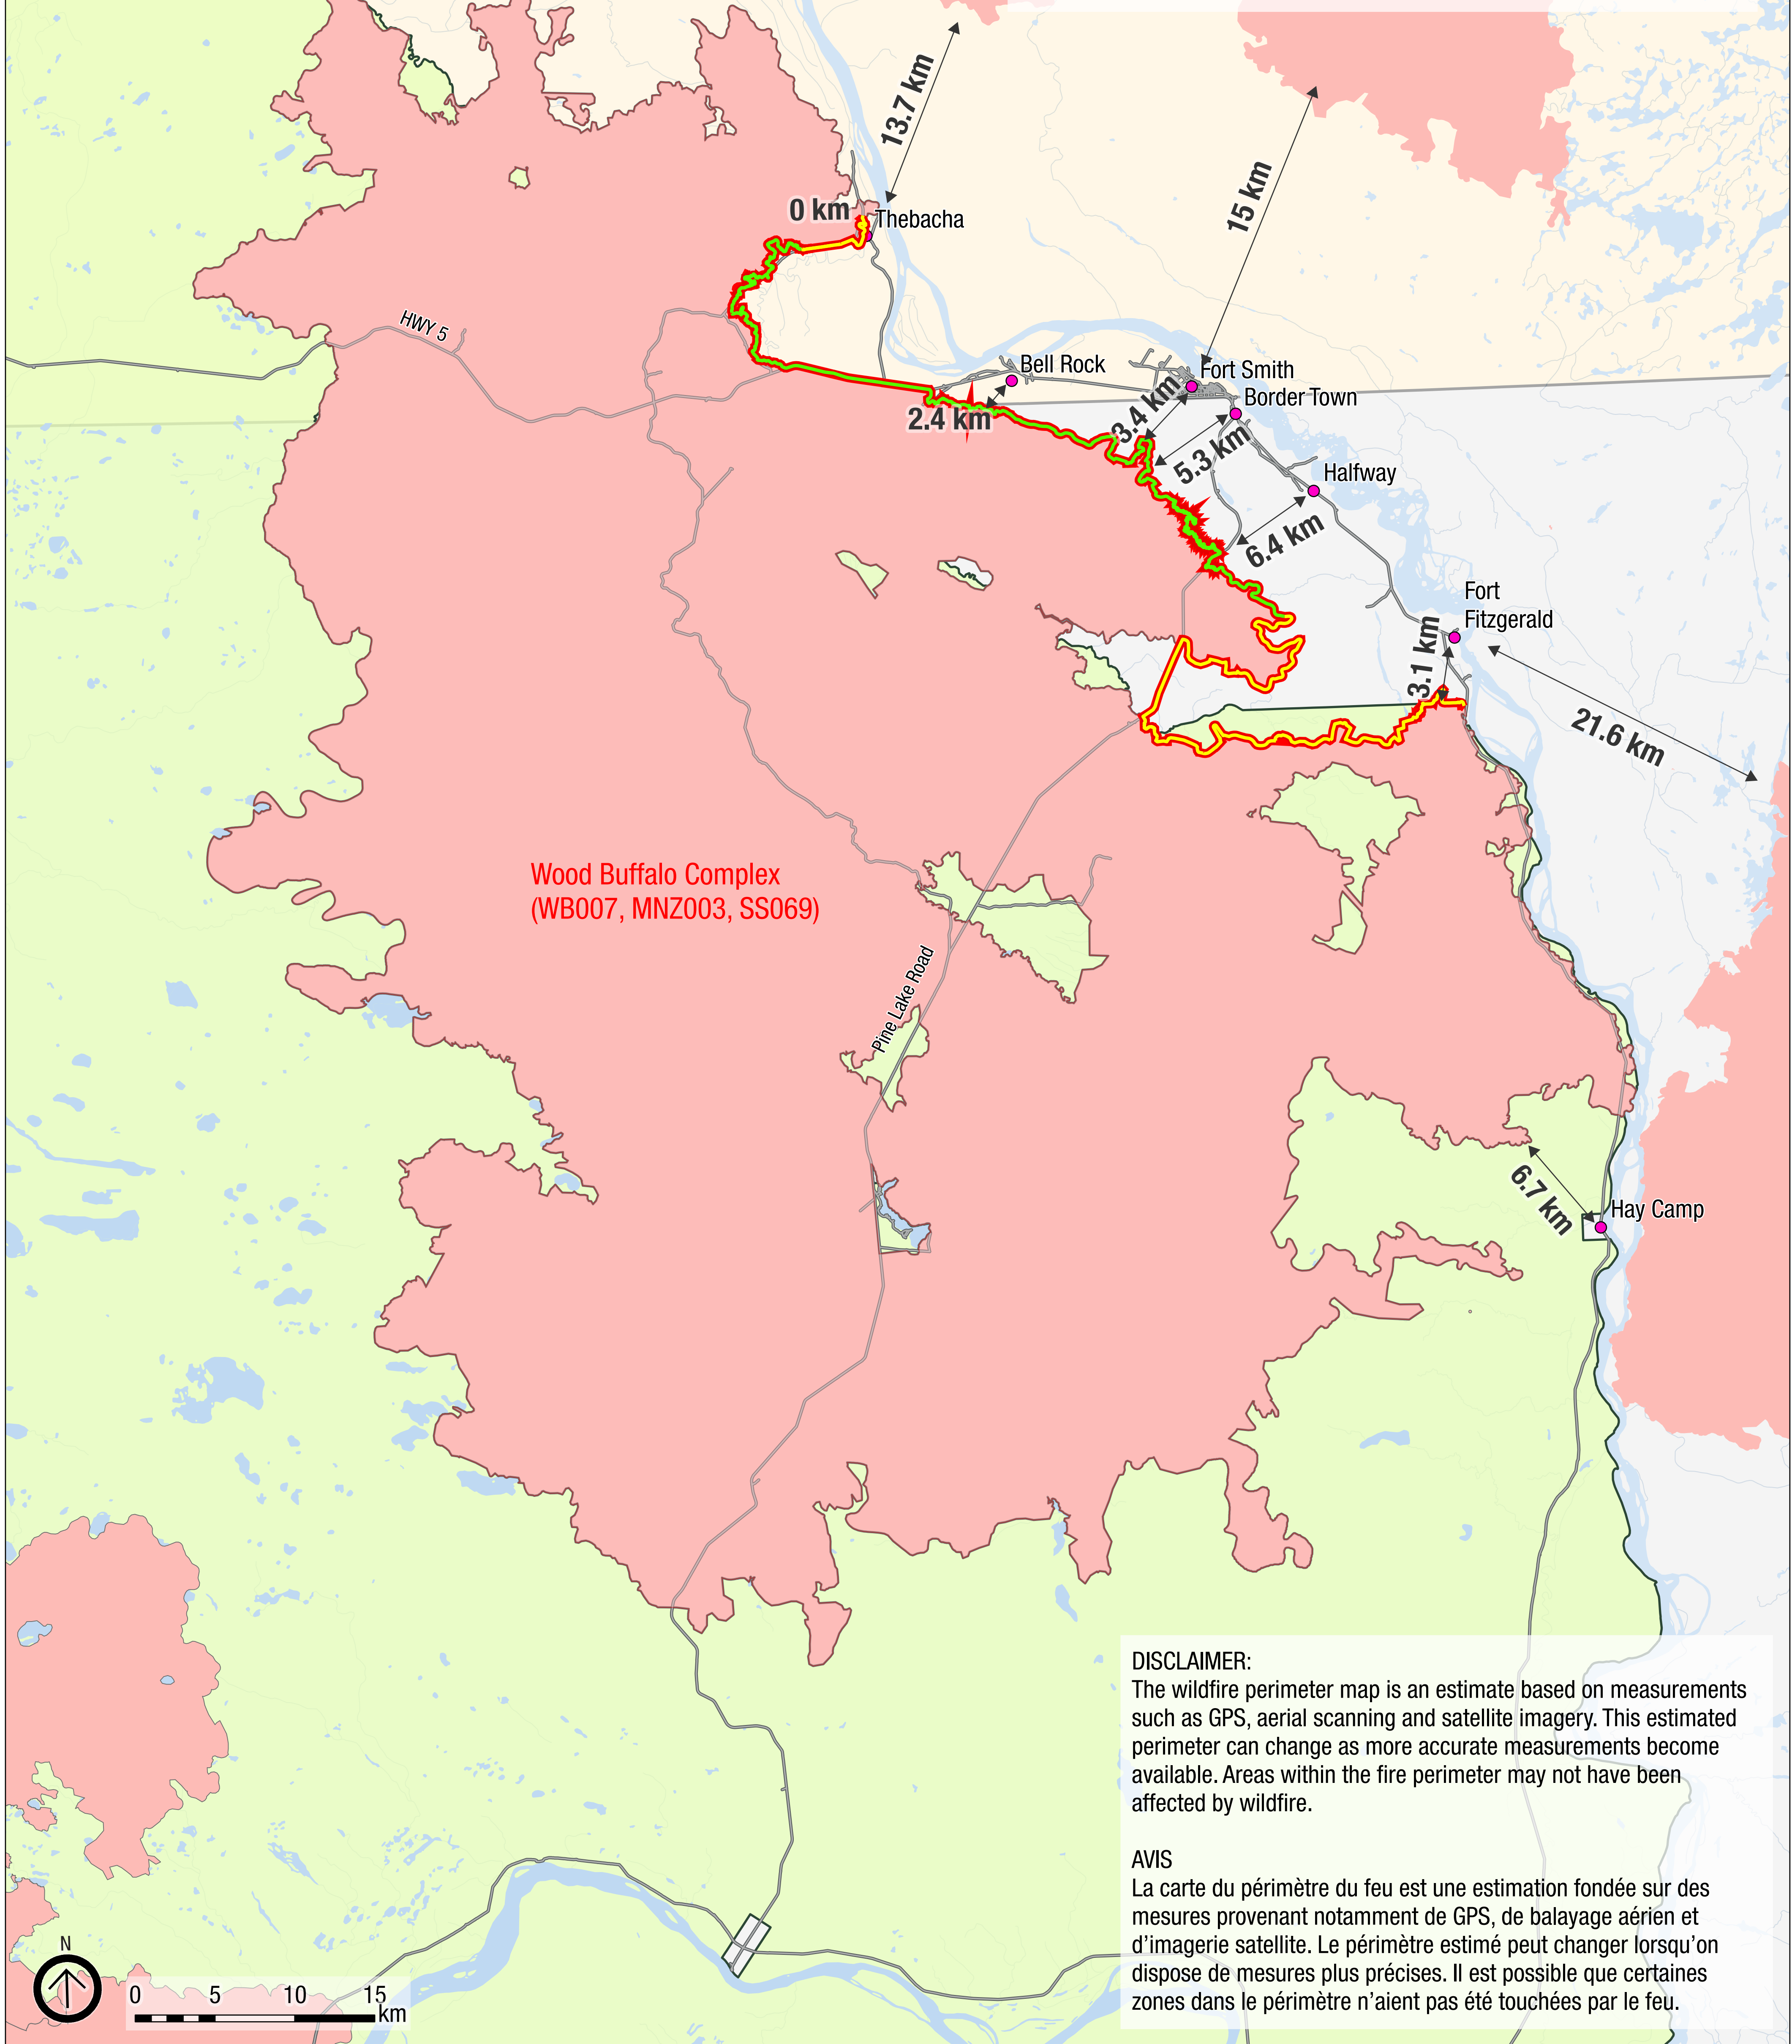 13.7 km
15 km
0 km
Thebacha
HWY 5
Bell Rock
Fort Smith
Border Town
2.4 km
3.4 km
5.3 km
Halfway
6.4 km
Fort
Fitzgerald
3.1 km
21.6 km
Wood Buffalo Complex
(WB007, MNZ003, SS069)
Pine Lake Road
6.7 km
Hay Camp
DISCLAIMER:
The wildfire perimeter map is an estimate based on measurements
such as GPS, aerial scanning and satellite imagery. This estimated
perimeter can change as more accurate measurements become
available. Areas within the fire perimeter may not have been
affected by wildfire.
AVIS
La carte du périmètre du feu est une estimation fondée sur des
mesures provenant notamment de GPS, de balayage aérien et
d'imagerie satellite. Le périmètre estimé peut changer lorsqu'on
dispose de mesures plus précises. Il est possible que certaines
zones dans le périmètre n'aient pas été touchées par le feu.
N
0 5 10 15
km